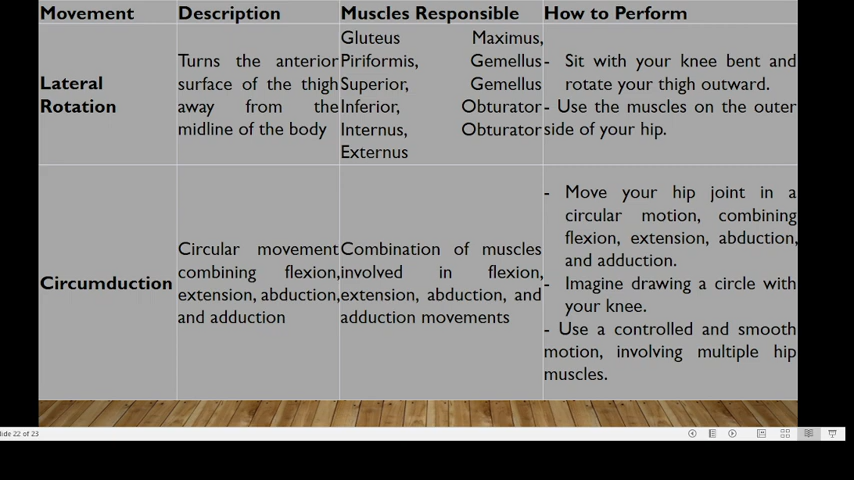 Movement Description Muscles Responsible How to Perform
Lateral
Rotation
Turns the anterior
surface of the thigh
away from the
midline of the body
Gluteus Maximus,
Piriformis, Gemellus
Superior, Gemellus
Inferior, Obturator
Internus, Obturator
Externus
- Sit with your knee bent and
rotate your thigh outward.
- Use the muscles on the outer
side of your hip.
Circumduction
Circular movement
combining flexion,
extension, abduction,
and adduction
Combination of muscles
involved in flexion,
extension, abduction, and
adduction movements
- Move your hip joint in a
circular motion, combining
flexion, extension, abduction,
and adduction.
- Imagine drawing a circle with
your knee.
- Use a controlled and smooth
motion, involving multiple hip
muscles.
lide 22 of 23